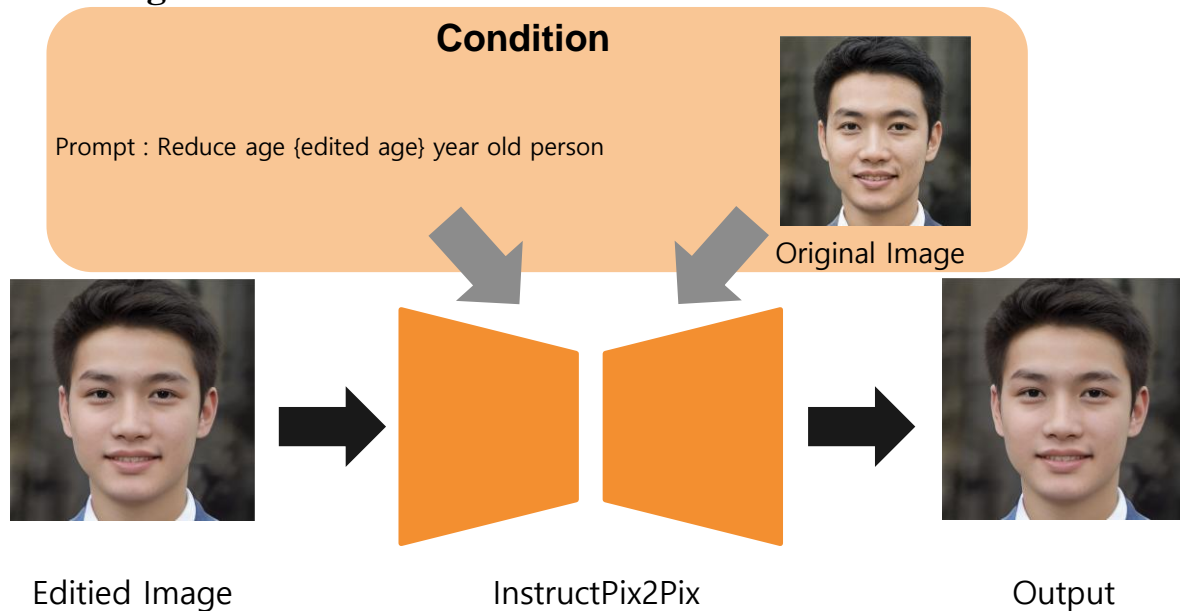 Condition
Prompt : Reduce age {edited age} year old person
Original Image
Editied Image
InstructPix2Pix
Output